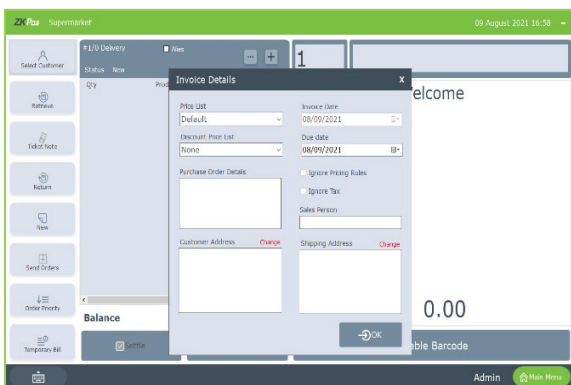 ZKPos Supermarket
09 August 2021 16:58
Select Customer
Retrieve
Ticket Note
Return
New
Send Orders
Order Priority
Temporary Bill
#1/0 Delivery
Alias
Status New
1
Qty
Prod
elcome
Invoice Details
X
Price List
Default
Invoice Date
08/09/2021
Discount Price List
None
Due date
08/09/2021
Purchase Order Details
Ignore Pricing Rules
Ignore Tax
Sales Person
Customer Address
Change
Shipping Address
Change
OK
Balance
0.00
Settle
able Barcode
Admin
Main Menu